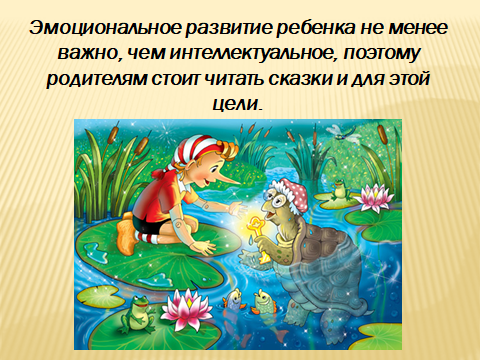 Эмоциональное развитие ребенка не менее
важно, чем интеллектуальное, поэтому
родителям стоит читать сказки и для этой
цели.